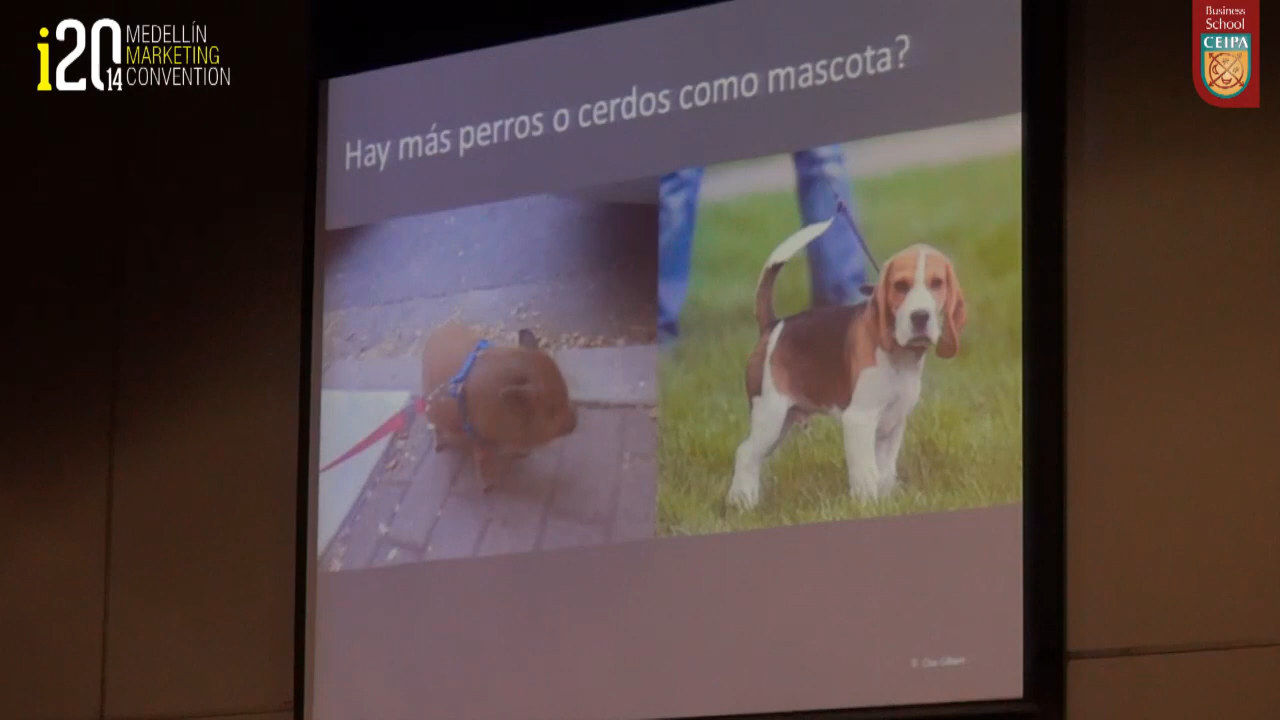 i20
14
MEDELLÍN
MARKETING
CONVENTION
Business
School
CEIPA
Hay más perros o cerdos como mascota?